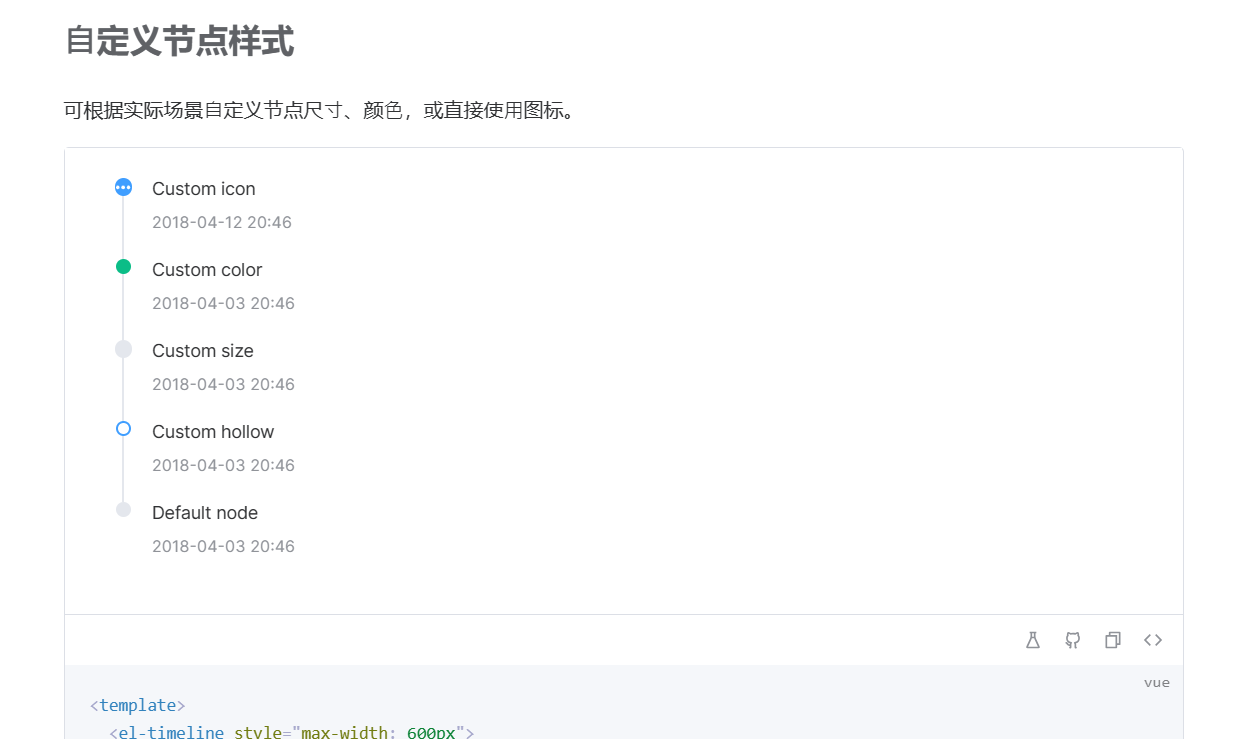 自定义节点样式
可根据实际场景自定义节点尺寸、颜色，或直接使用图标。
Custom icon
2018-04-12 20:46
Custom color
2018-04-03 20:46
Custom size
2018-04-03 20:46
Custom hollow
2018-04-03 20:46
Default node
2018-04-03 20:46
vue
<template>
<el-timeline style="max-width: 600px">